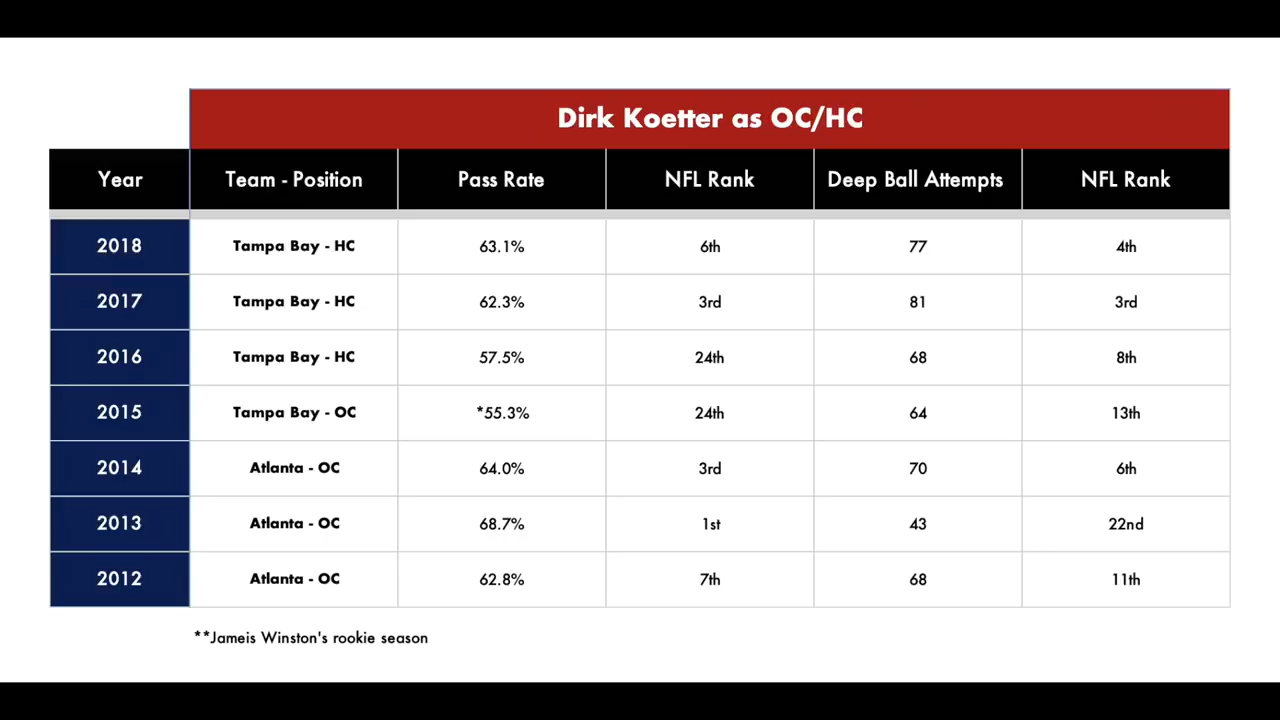 Dirk Koetter as OC/HC
Year Team - Position Pass Rate NFL Rank Deep Ball Attempts NFL Rank
2018 Tampa Bay - HC 63.1% 6th 77 4th
2017 Tampa Bay - HC 62.3% 3rd 81 3rd
2016 Tampa Bay - HC 57.5% 24th 68 8th
2015 Tampa Bay - OC *55.3% 24th 64 13th
2014 Atlanta - OC 64.0% 3rd 70 6th
2013 Atlanta - OC 68.7% 1st 43 22nd
2012 Atlanta - OC 62.8% 7th 68 11th
**Jameis Winston's rookie season